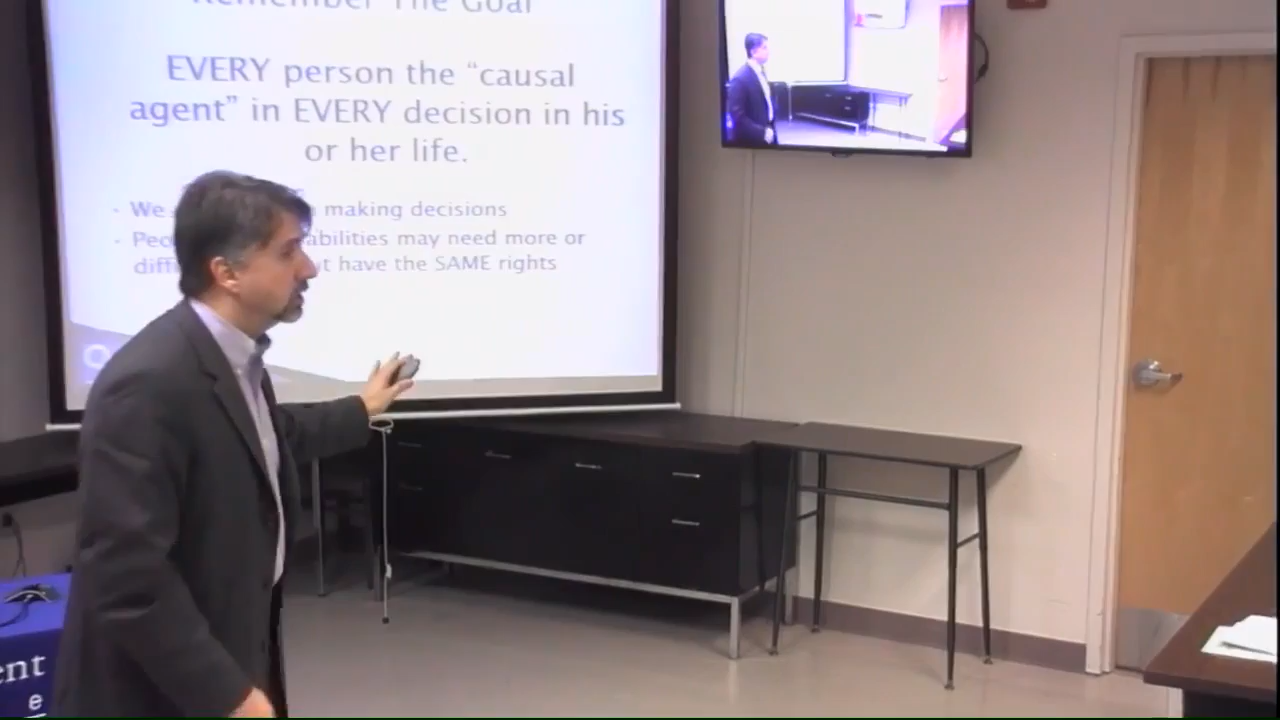 Remember The Goal
EVERY person the “causal
agent” in EVERY decision in his
or her life.
- We making decisions
- abilities may need more or
have the SAME rights
ent
e